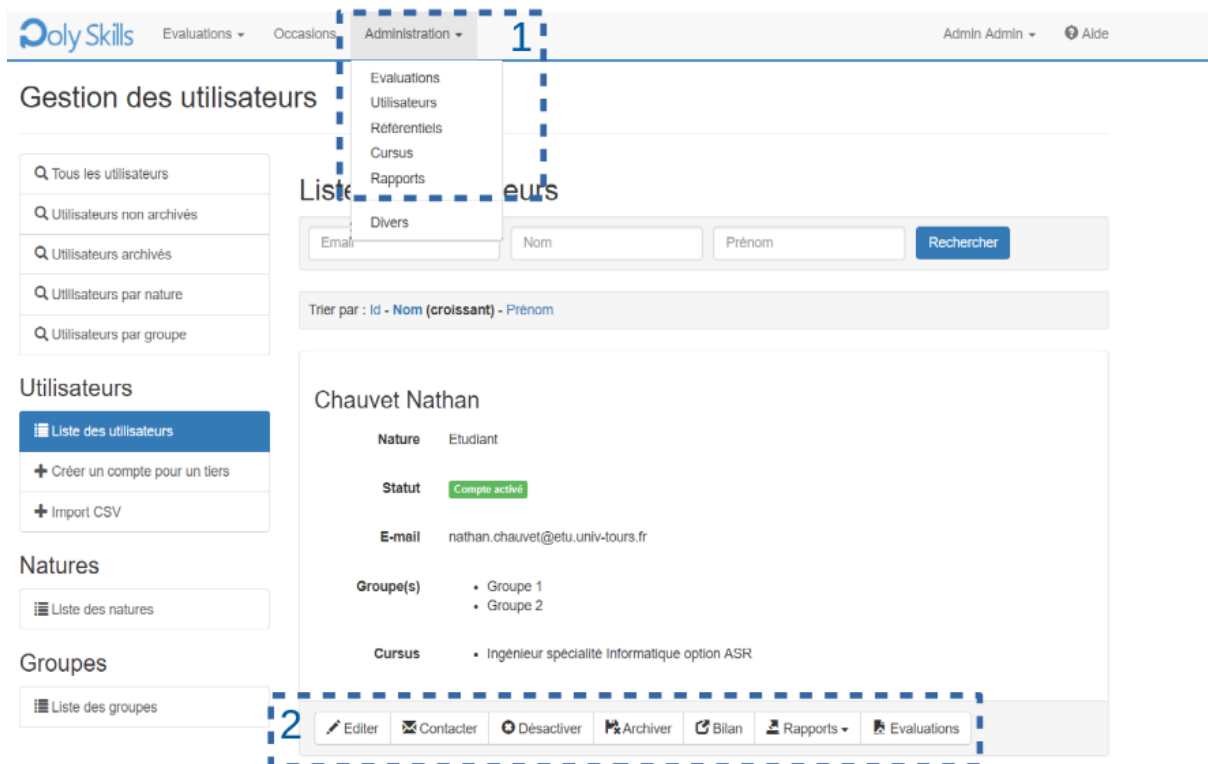 Poly Skills Evaluations Occasions Administration 1 Admin Admin Aide
Evaluations
Utilisateurs
Référentiels
Cursus
Rapports
Divers
Gestion des utilisateurs
Tous les utilisateurs
Utilisateurs non archivés
Utilisateurs archivés
Utilisateurs par nature
Utilisateurs par groupe
Utilisateurs
Liste des utilisateurs
Créer un compte pour un tiers
Import CSV
Natures
Liste des natures
Groupes
Liste des groupes
Liste eurs
Email Nom Prénom Rechercher
Trier par : Id - Nom (croissant) - Prénom
Chauvet Nathan
Nature Etudiant
Statut Compte activé
E-mail nathan.chauvet@etu.univ-tours.fr
Groupe(s) • Groupe 1
• Groupe 2
Cursus • Ingénieur spécialité Informatique option ASR
2 Editer Contacter Désactiver Archiver Bilan Rapports Evaluations